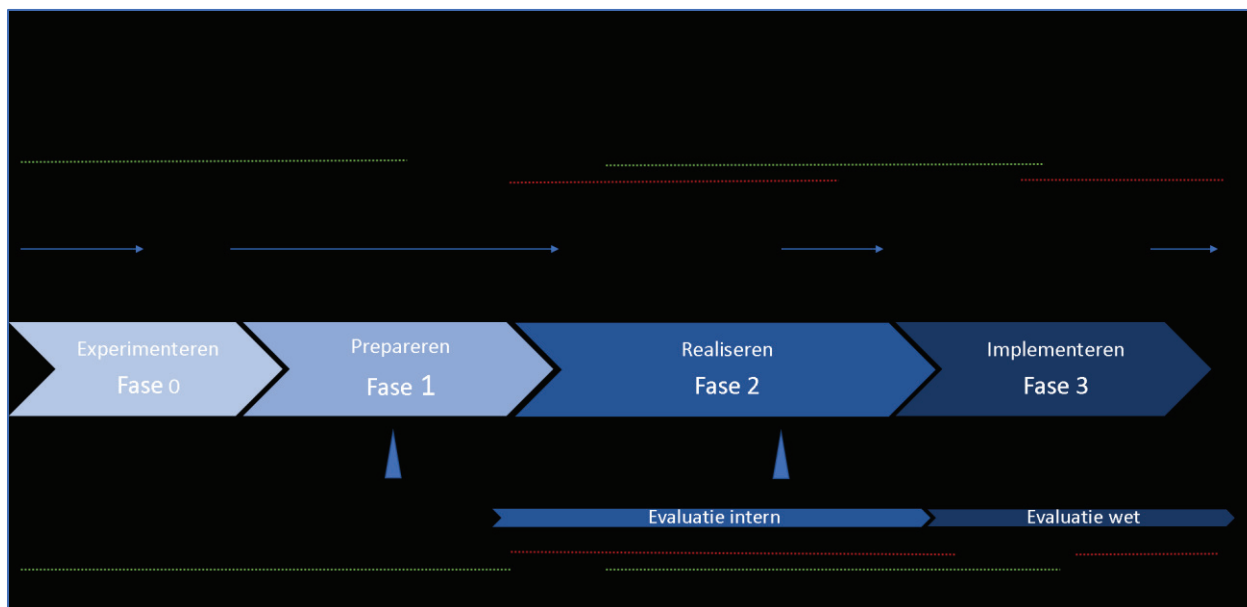 Experimenteren
Fase 0
Prepareren
Fase 1
Realiseren
Fase 2
Implementeren
Fase 3
Evaluatie intern
Evaluatie wet